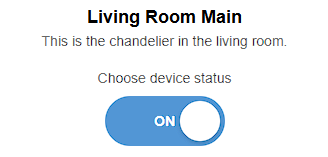 Living Room Main
This is the chandelier in the living room.
Choose device status
ON